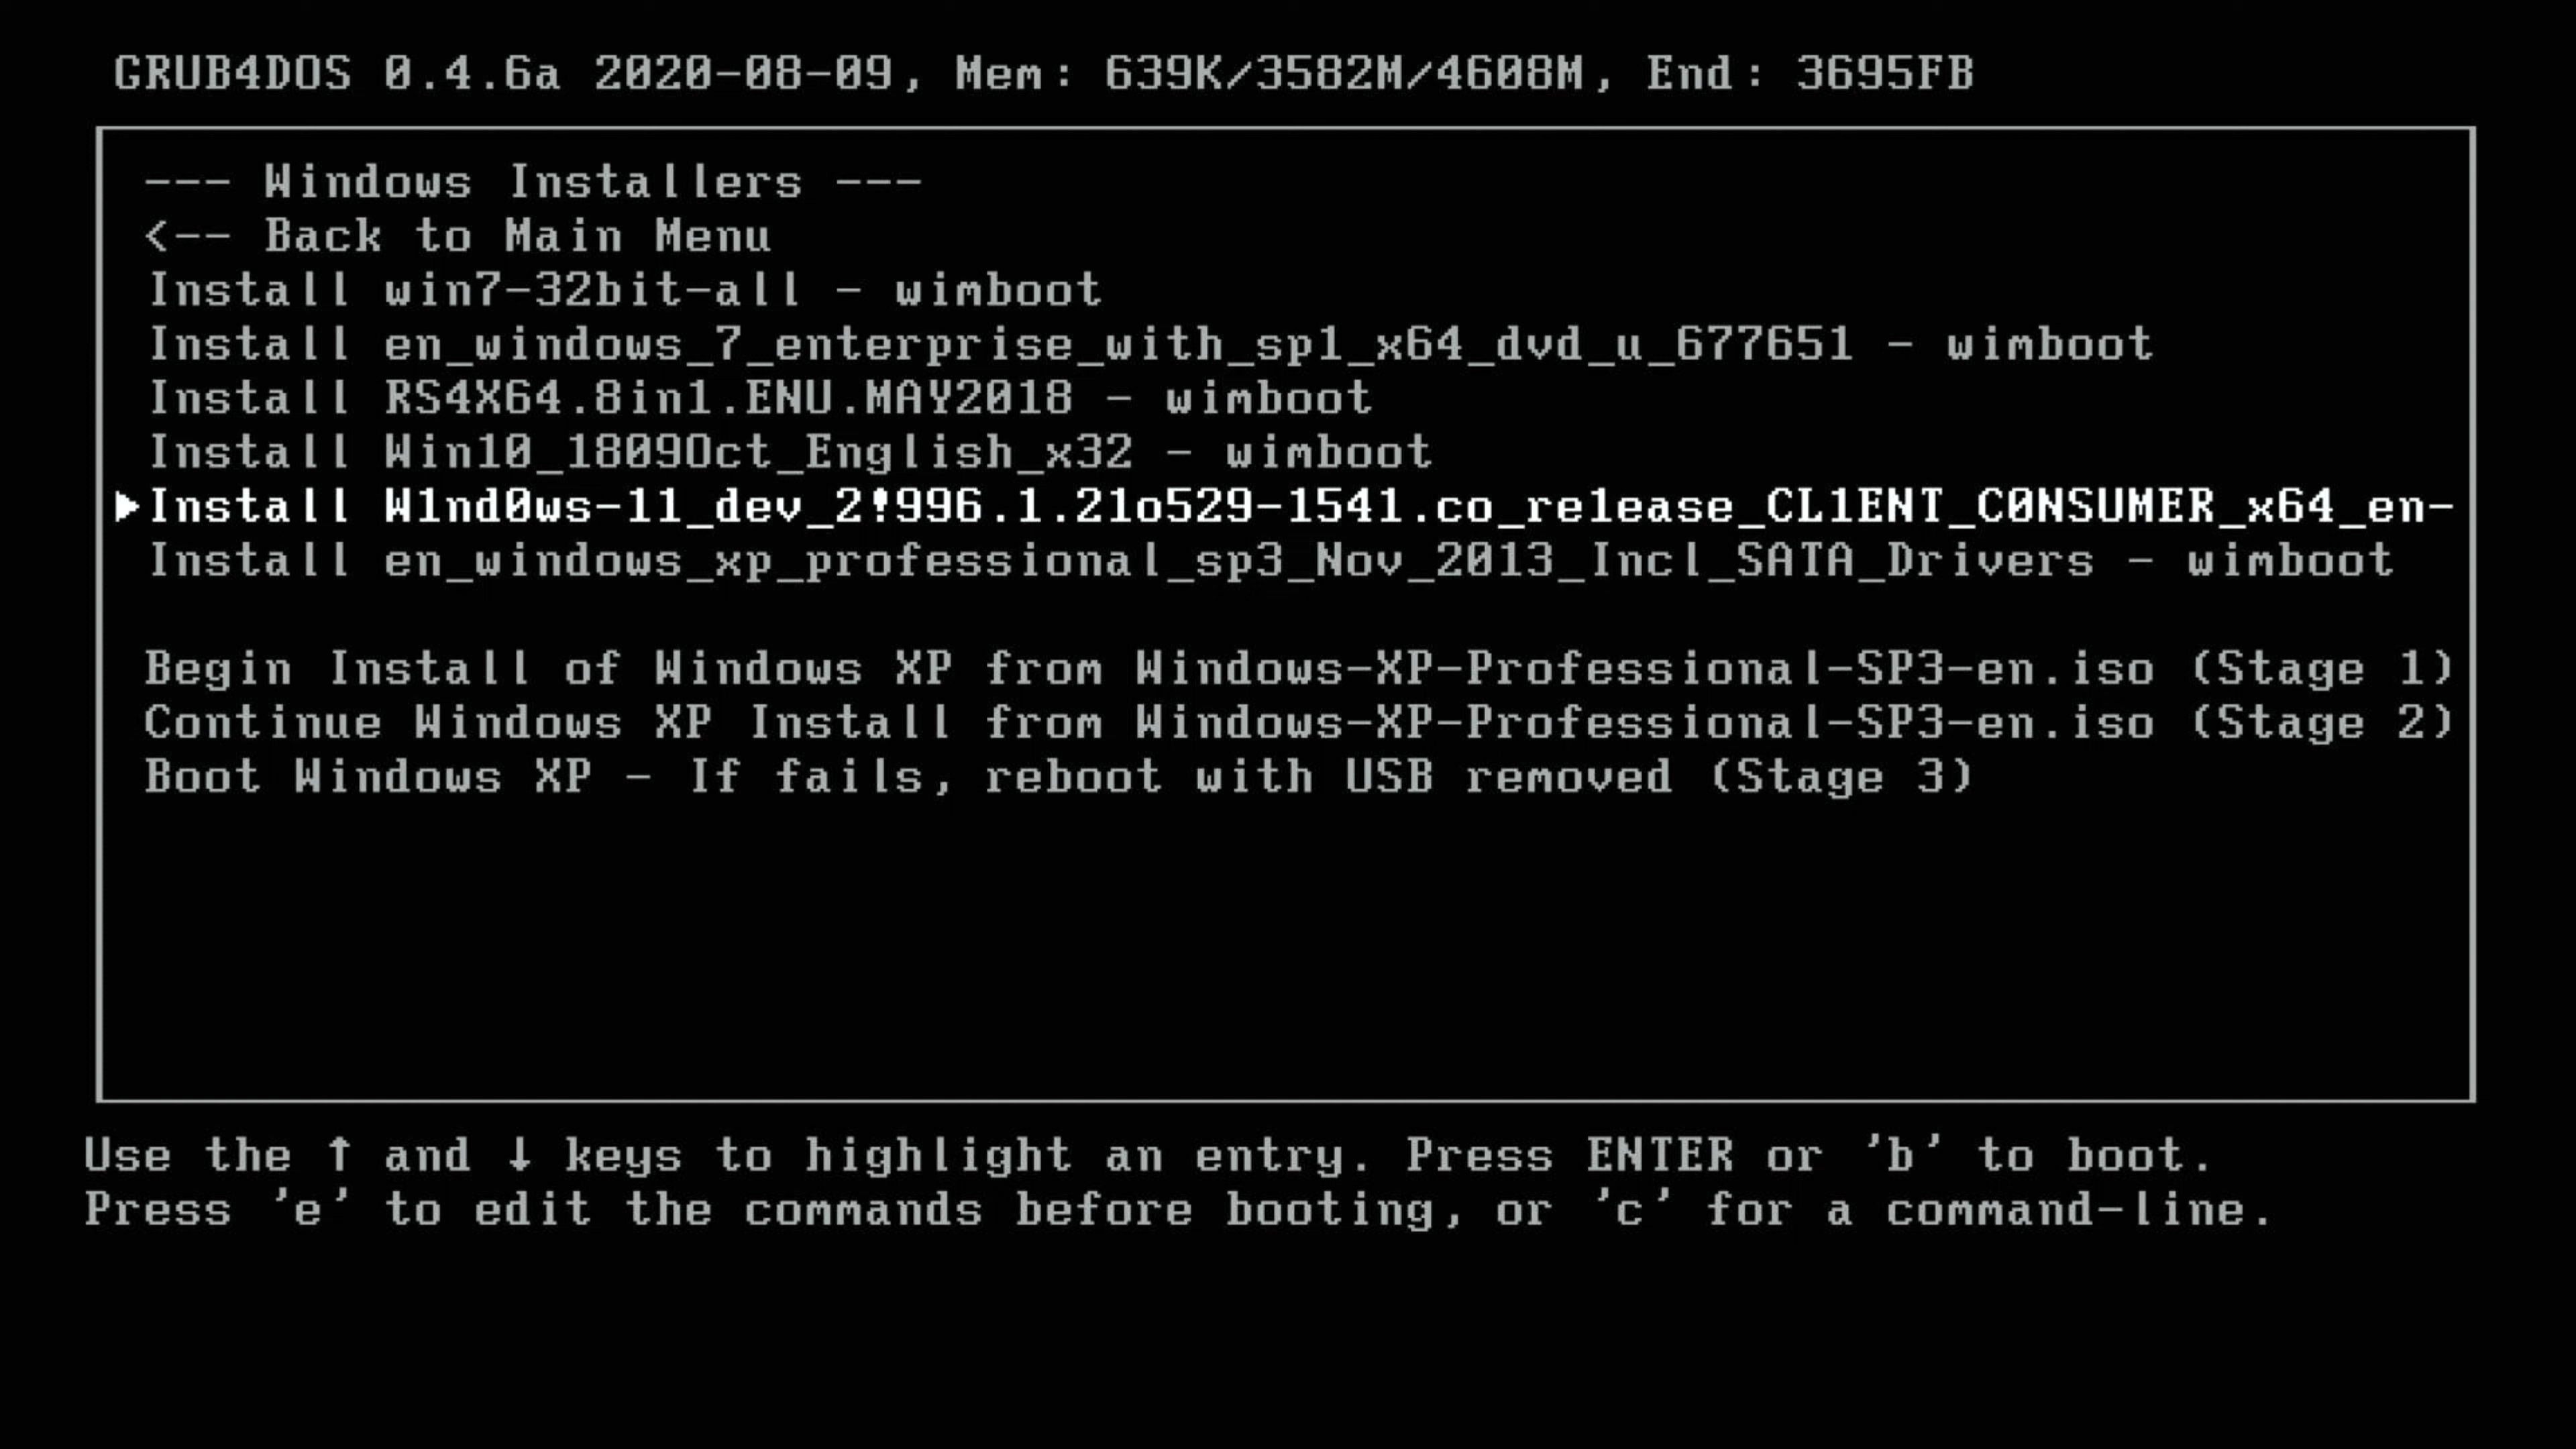 GRUB4DOS 0.4.6a 2020-08-09, Mem: 639K/3582M/4608M, End: 3695FB
--- Windows Installers ---
<-- Back to Main Menu
Install win7-32bit-all - wimboot
Install en_windows_7_enterprise_with_sp1_x64_dvd_u_677651 - wimboot
Install RS4X64.8in1.ENU.MAY2018 - wimboot
Install Win10_1809Oct_English_x32 - wimboot
▶Install W1nd0ws-11_dev_2!996.1.21o529-1541.co_release_CL1ENT_C0NSUMER_x64_en-
Install en_windows_xp_professional_sp3_Nov_2013_Incl_SATA_Drivers - wimboot
Begin Install of Windows XP from Windows-XP-Professional-SP3-en.iso (Stage 1)
Continue Windows XP Install from Windows-XP-Professional-SP3-en.iso (Stage 2)
Boot Windows XP - If fails, reboot with USB removed (Stage 3)
Use the ↑ and ↓ keys to highlight an entry. Press ENTER or 'b' to boot.
Press 'e' to edit the commands before booting, or 'c' for a command-line.